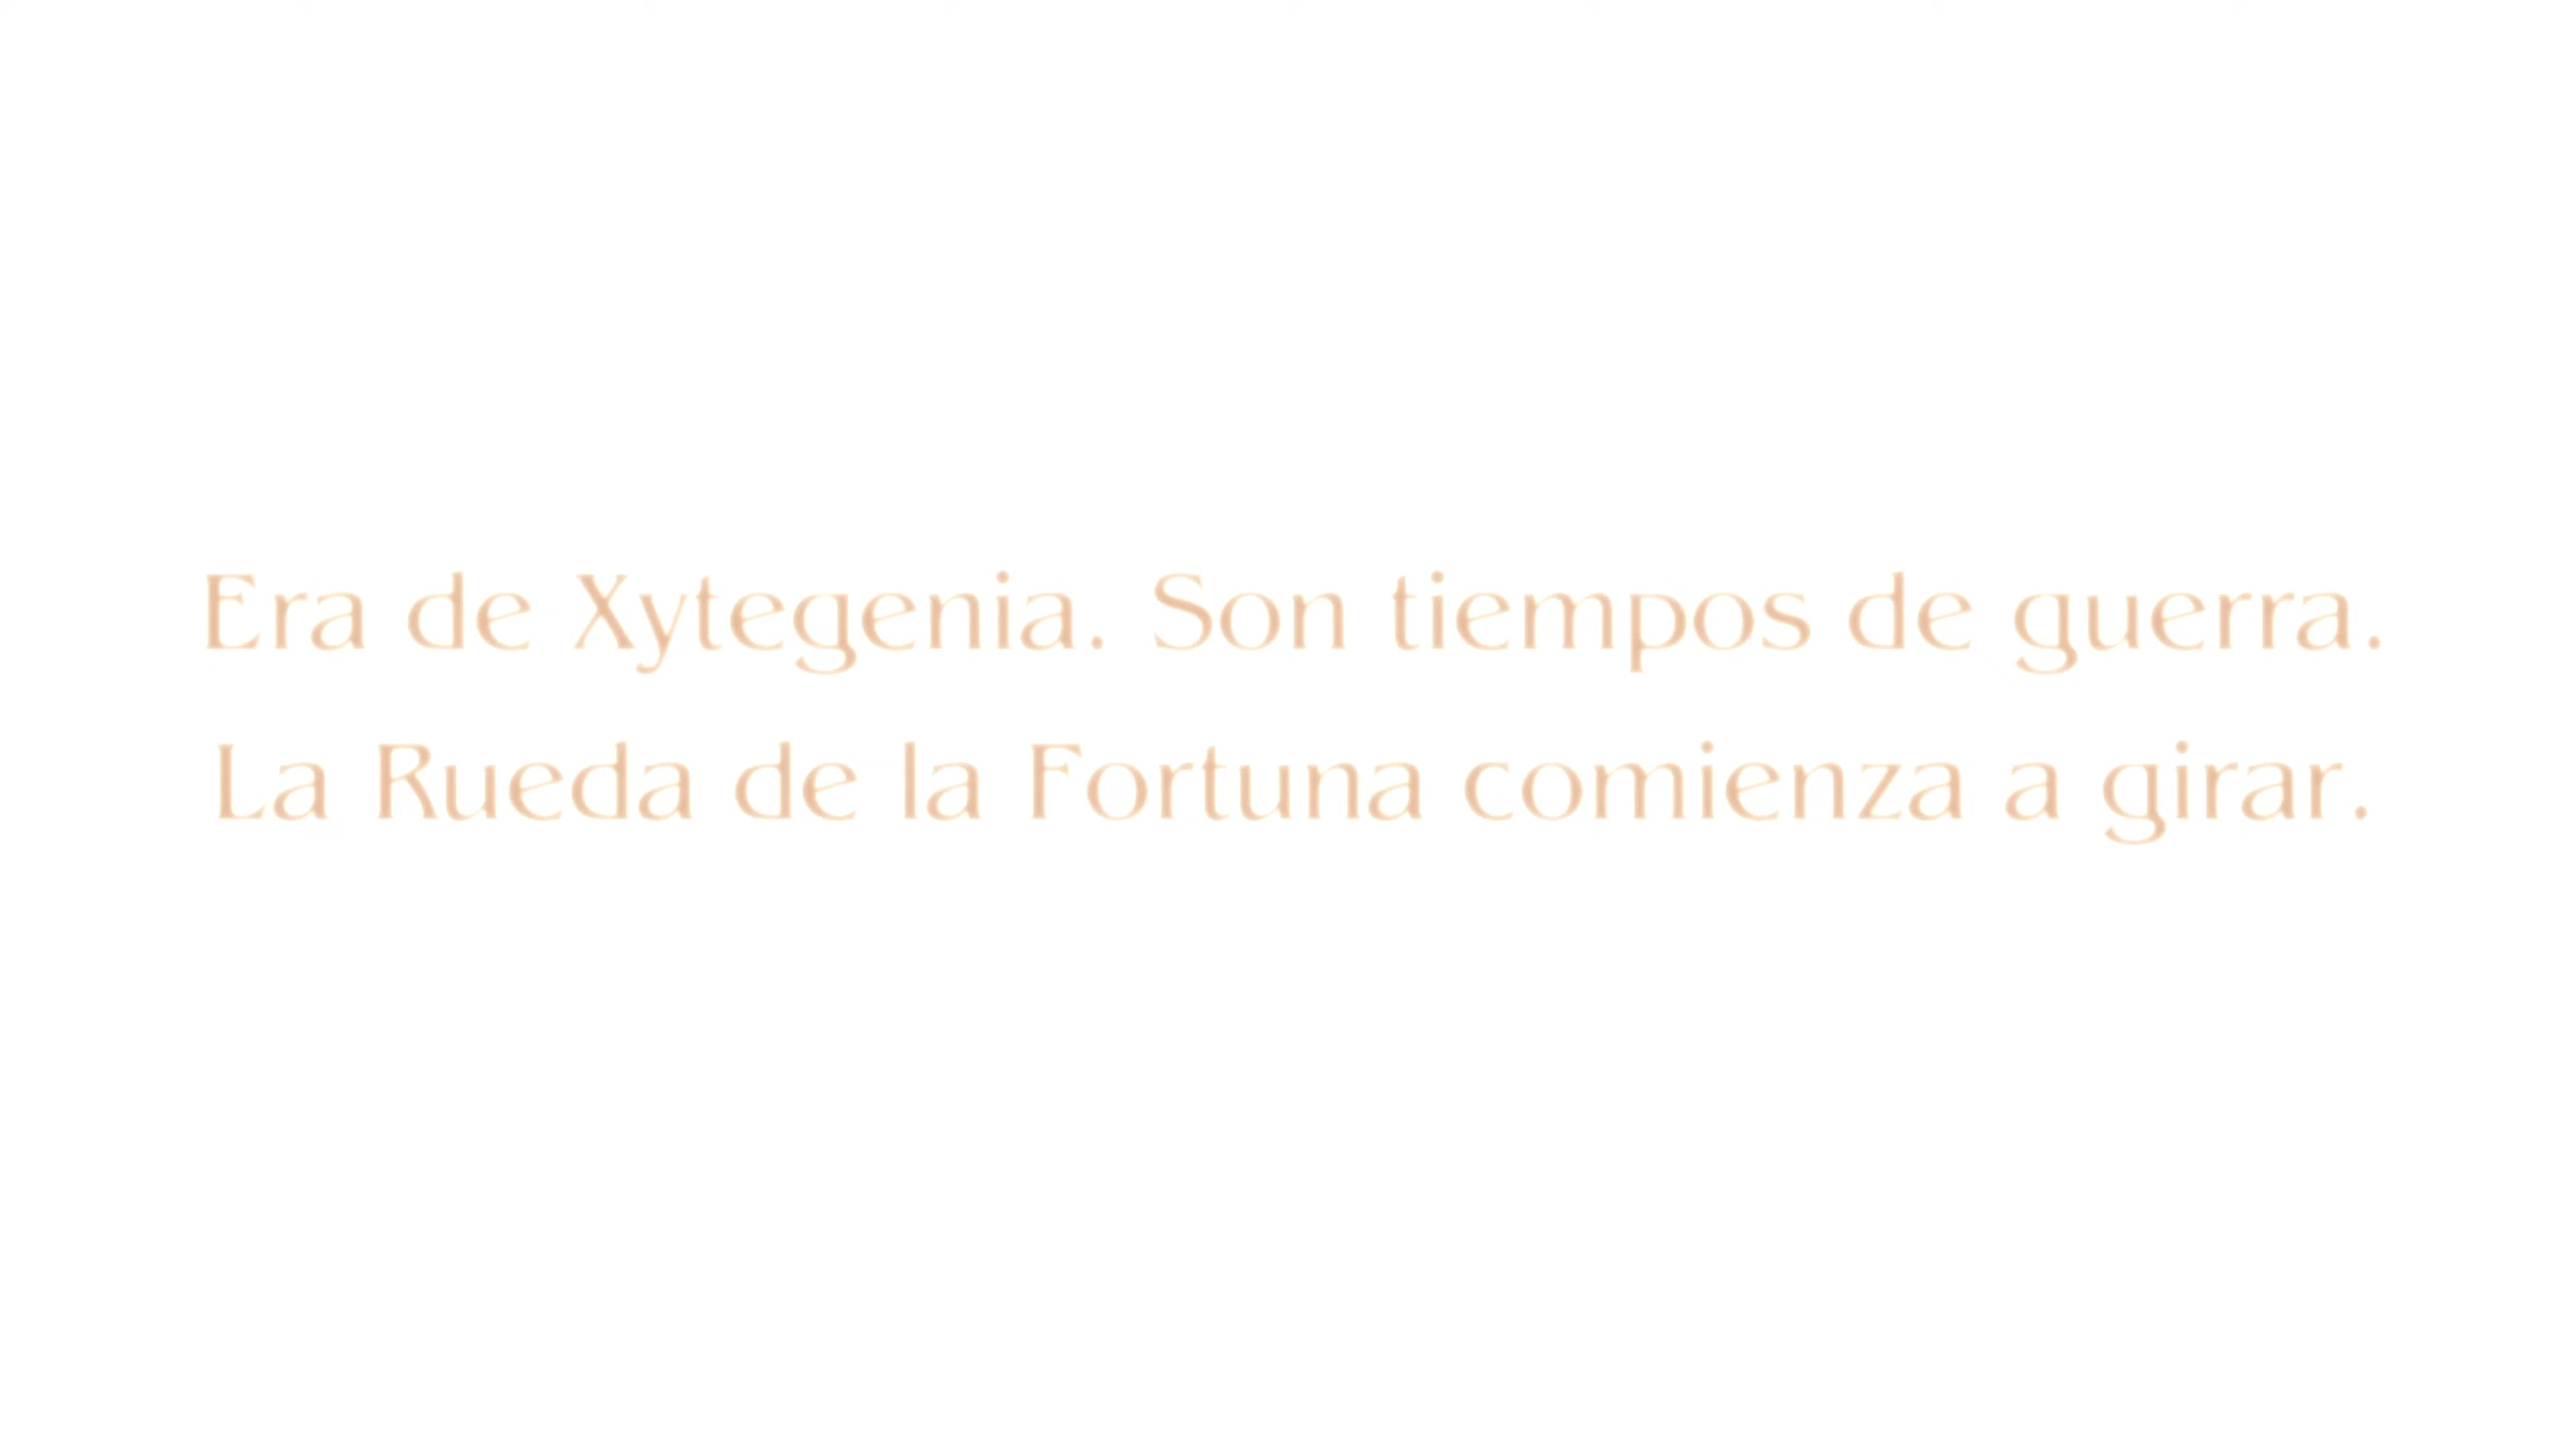 Era de Xytegenia. Son tiempos de guerra.
La Rueda de la Fortuna comienza a girar.